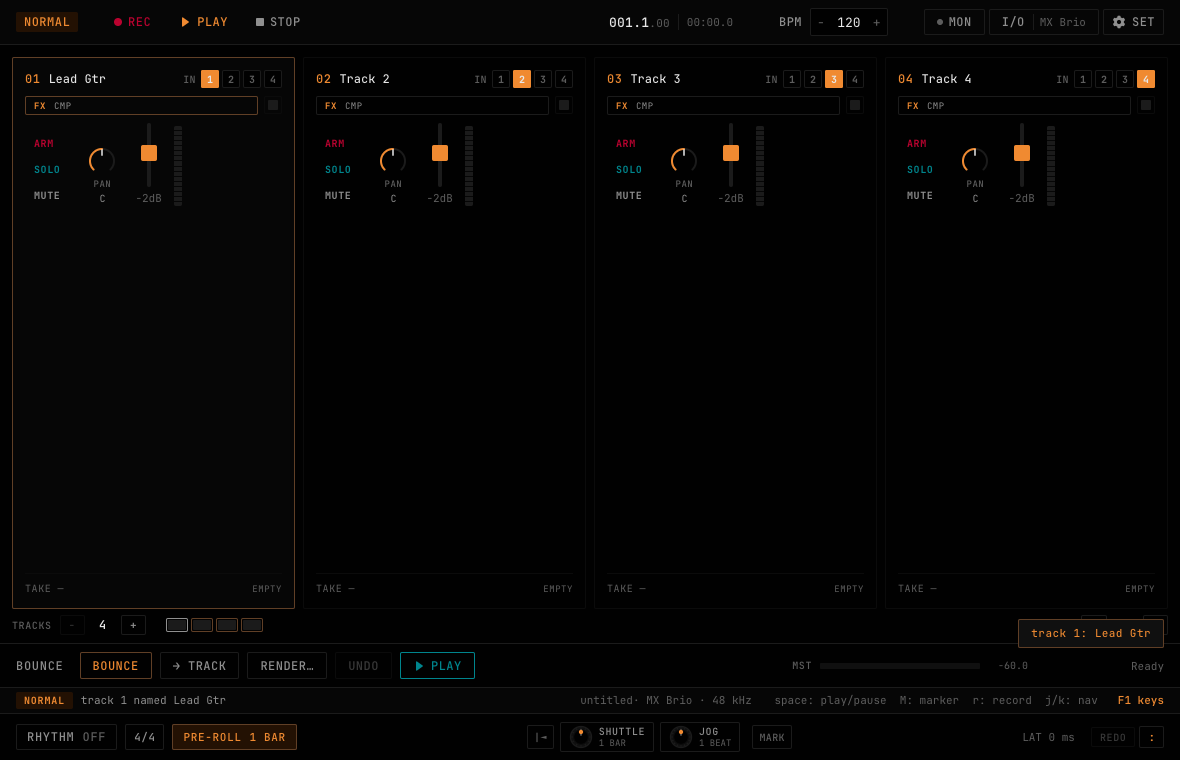 NORMAL REC PLAY STOP 001.1.00 00:00.0 BPM - 120 + MON I/O MX Brio SET
01 Lead Gtr IN 1 2 3 4
FX CMP
ARM
SOLO
MUTE
PAN
C
-2dB
TAKE — EMPTY
02 Track 2 IN 1 2 3 4
FX CMP
ARM
SOLO
MUTE
PAN
C
-2dB
TAKE — EMPTY
03 Track 3 IN 1 2 3 4
FX CMP
ARM
SOLO
MUTE
PAN
C
-2dB
TAKE — EMPTY
04 Track 4 IN 1 2 3 4
FX CMP
ARM
SOLO
MUTE
PAN
C
-2dB
TAKE — EMPTY
TRACKS - 4 +
track 1: Lead Gtr
BOUNCE BOUNCE → TRACK RENDER… UNDO PLAY MST -60.0 Ready
NORMAL track 1 named Lead Gtr untitled· MX Brio · 48 kHz space: play/pause M: marker r: record j/k: nav F1 keys
RHYTHM OFF 4/4 PRE-ROLL 1 BAR |→ SHUTTLE 1 BAR JOG 1 BEAT MARK LAT 0 ms REDO :